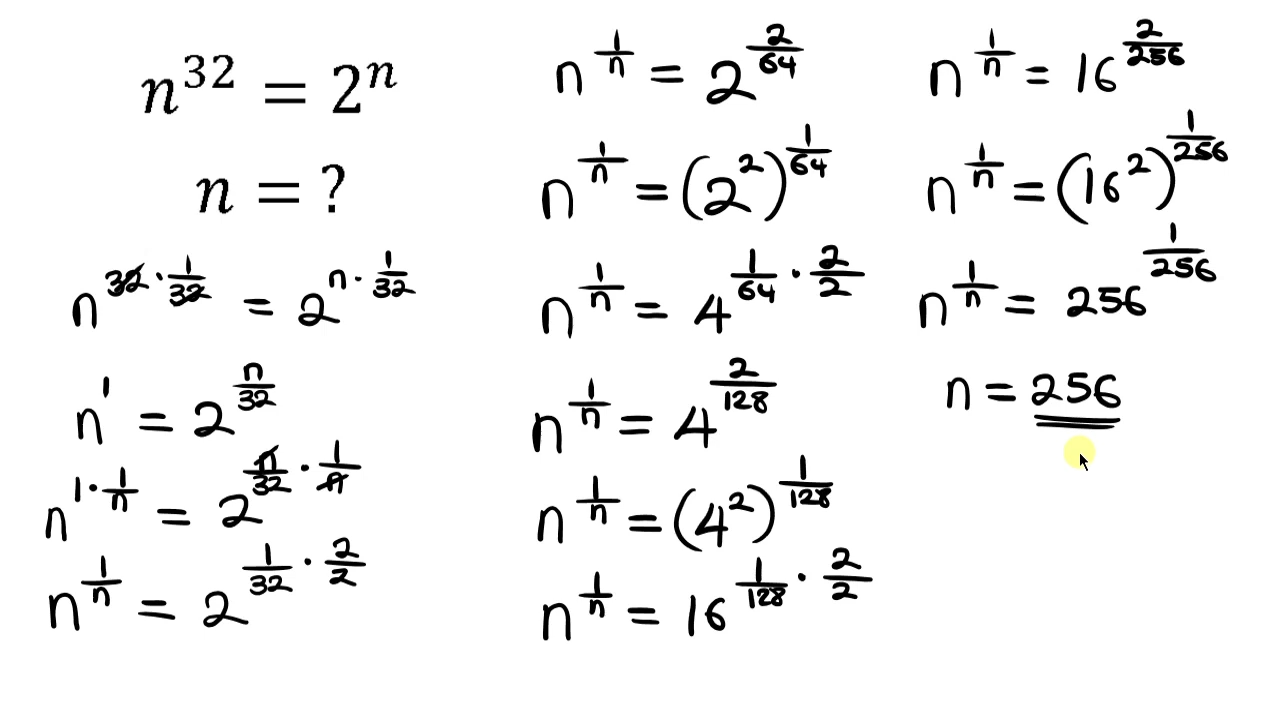 n^32 = 2^n
n = ?
n^(32·1/32) = 2^(n·1/32)
n^1 = 2^(n/32)
n^(1·1/n) = 2^(n/32·1/n)
n^(1/n) = 2^(1/32·2/2)
n^(1/n) = 2^(2/64)
n^(1/n) = (2^2)^(1/64)
n^(1/n) = 4^(1/64·2/2)
n^(1/n) = 4^(2/128)
n^(1/n) = (4^2)^(1/128)
n^(1/n) = 16^(1/128·2/2)
n^(1/n) = 16^(2/256)
n^(1/n) = (16^2)^(1/256)
n^(1/n) = 256^(1/256)
n = 256